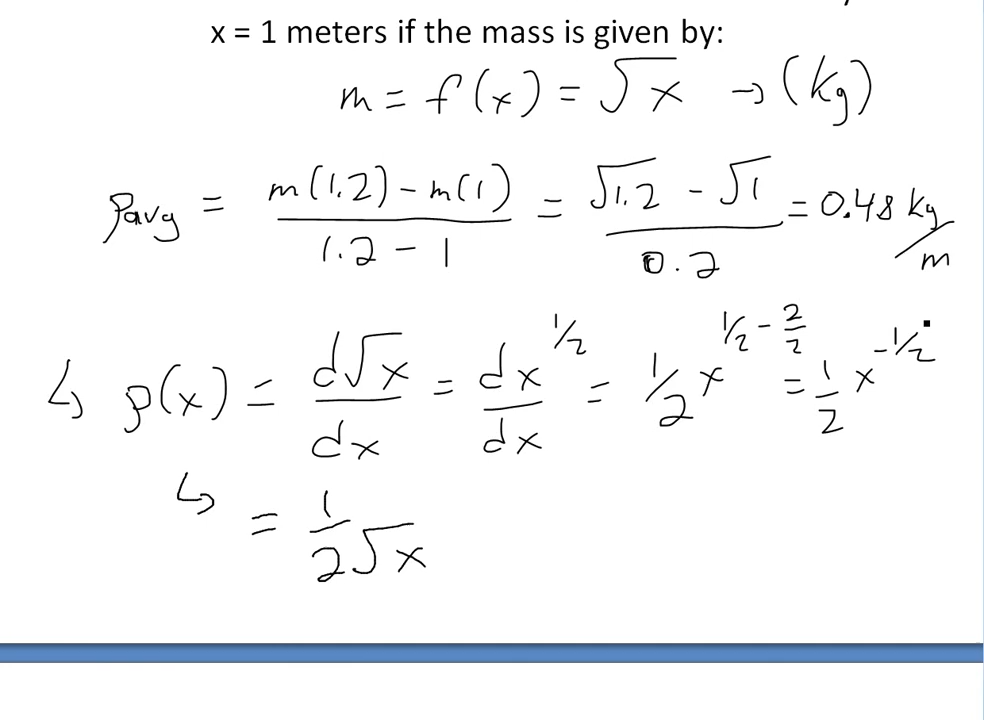 x = 1 meters if the mass is given by:
m = f(x) = √x → (kg)
ρavg = (m(1.2) - m(1))/(1.2 - 1) = (√1.2 - √1)/0.2 = 0.48 kg/m
↳ ρ(x) = d√x/dx = dx^(1/2)/dx = 1/2 x^(1/2 - 2/2) = 1/2 x^(-1/2)
↳ = 1/2√x